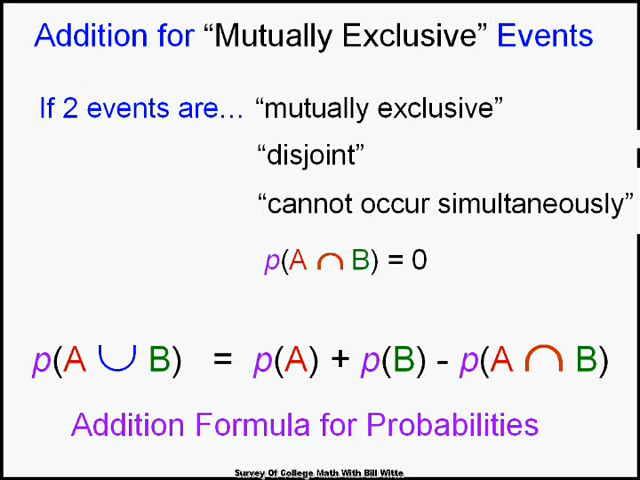 Addition for “Mutually Exclusive” Events
If 2 events are... “mutually exclusive”
“disjoint”
“cannot occur simultaneously”
p(A ∩ B) = 0
p(A ∪ B) = p(A) + p(B) - p(A ∩ B)
Addition Formula for Probabilities
Survey Of College Math With Bill Witte